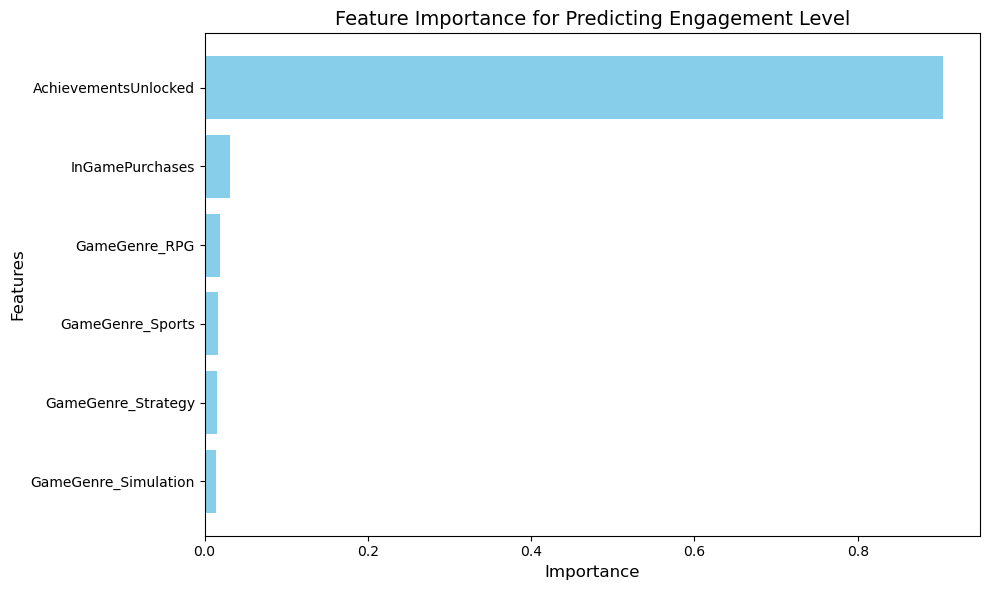 Feature Importance for Predicting Engagement Level
AchievementsUnlocked
InGamePurchases
GameGenre_RPG
GameGenre_Sports
GameGenre_Strategy
GameGenre_Simulation
Features
0.0 0.2 0.4 0.6 0.8
Importance